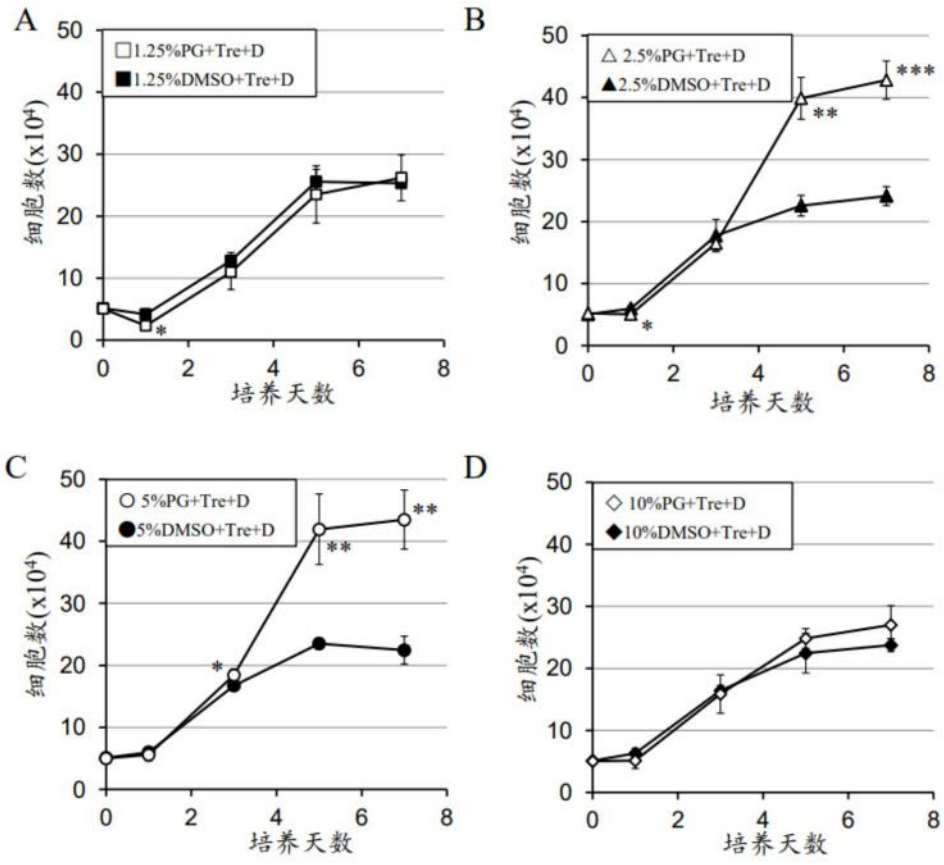 A
50
40
30
20
10
0
细胞数(x10⁴)
□1.25%PG+Tre+D
■1.25%DMSO+Tre+D
*
0 2 4 6 8
培养天数
B
50
40
30
20
10
0
细胞数(x10⁴)
△ 2.5%PG+Tre+D
▲2.5%DMSO+Tre+D
***
**
*
0 2 4 6 8
培养天数
C
50
40
30
20
10
0
细胞数(x10⁴)
○ 5%PG+Tre+D
●5%DMSO+Tre+D
**
**
*
0 2 4 6 8
培养天数
D
50
40
30
20
10
0
细胞数(x10⁴)
◇ 10%PG+Tre+D
◆10%DMSO+Tre+D
0 2 4 6 8
培养天数